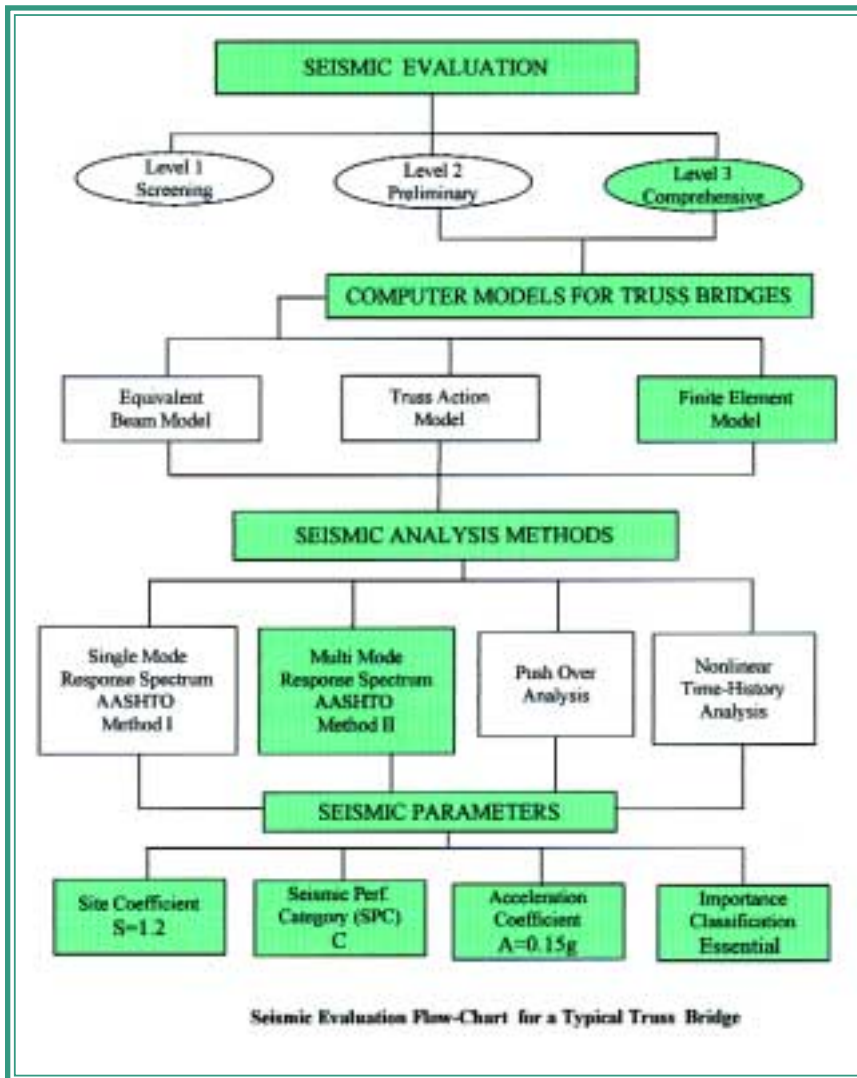 SEISMIC EVALUATION
Level 1
Screening
Level 2
Preliminary
Level 3
Comprehensive
COMPUTER MODELS FOR TRUSS BRIDGES
Equivalent
Beam Model
Truss Action
Model
Finite Element
Model
SEISMIC ANALYSIS METHODS
Single Mode
Response Spectrum
AASHTO
Method I
Multi Mode
Response Spectrum
AASHTO
Method II
Push Over
Analysis
Nonlinear
Time-History
Analysis
SEISMIC PARAMETERS
Site Coefficient
S=1.2
Seismic Perf.
Category (SPC)
C
Acceleration
Coefficient
A=0.15g
Importance
Classification
Essential
Seismic Evaluation Flow-Chart for a Typical Truss Bridge